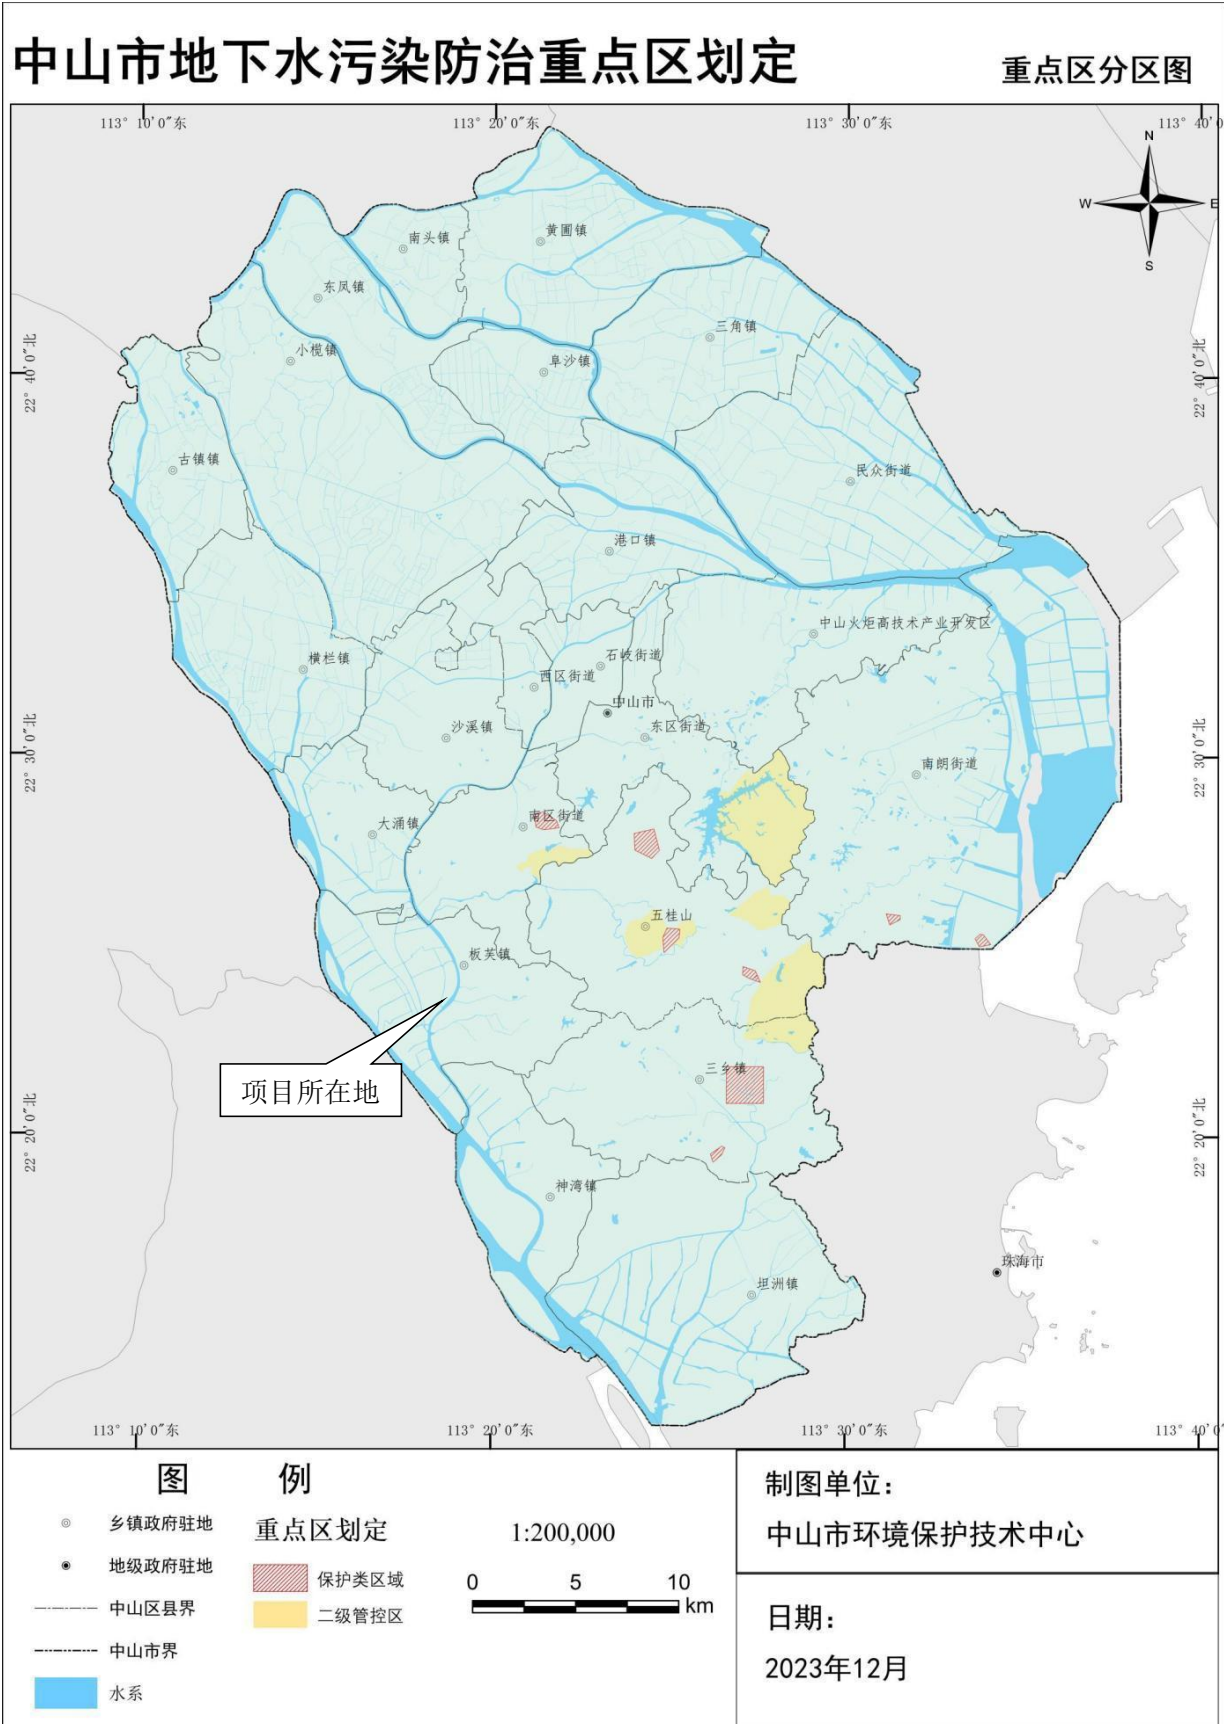 中山市地下水污染防治重点区划定
重点区分区图
113° 10′0″东
113° 20′0″东
113° 30′0″东
113° 40′0
N
W
E
S
南头镇
黄圃镇
东凤镇
三角镇
小榄镇
阜沙镇
22° 40′0″北
22° 40′0″北
古镇镇
民众街道
港口镇
中山火炬高技术产业开发区
石岐街道
横栏镇
西区街道
中山市
沙溪镇
东区街道
22° 30′0″北
22° 30′0″北
南朗街道
大涌镇
南区街道
五桂山
板芙镇
项目所在地
三乡镇
22° 20′0″北
22° 20′0″北
神湾镇
珠海市
坦洲镇
113° 10′0″东
113° 20′0″东
113° 30′0″东
113° 40′0
图 例
乡镇政府驻地
地级政府驻地
中山区县界
中山市界
水系
重点区划定
保护类区域
二级管控区
1:200,000
0 5 10
km
制图单位：
中山市环境保护技术中心
日期：
2023年12月